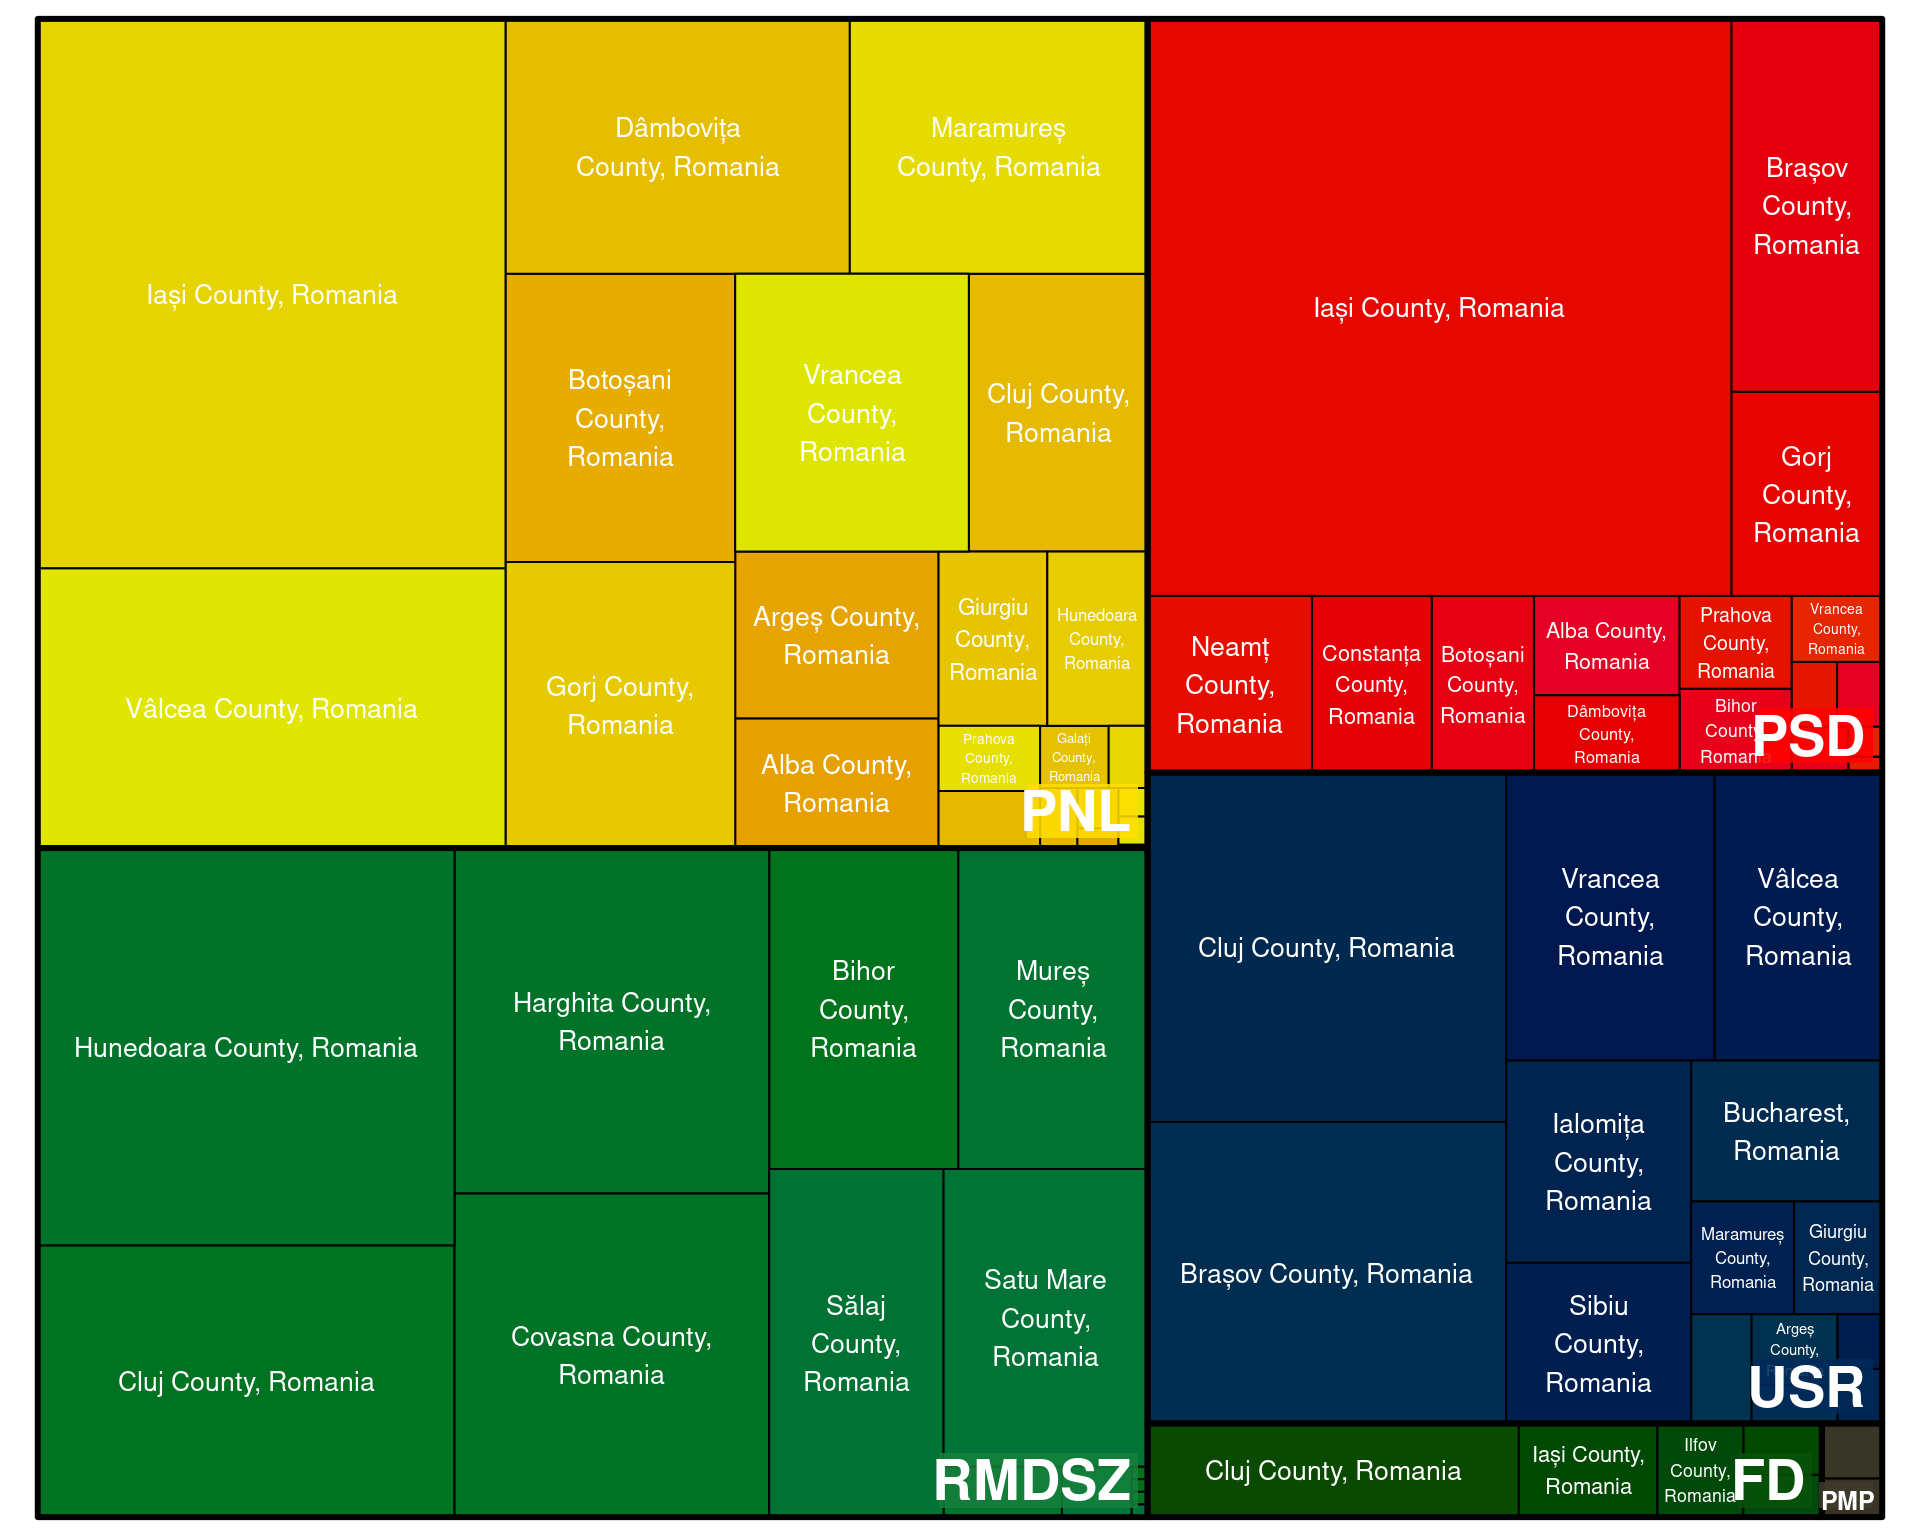 Iași County, Romania
Dâmbovița
County, Romania
Maramureș
County, Romania
Botoșani
County,
Romania
Vrancea
County,
Romania
Cluj County,
Romania
Vâlcea County, Romania
Gorj County,
Romania
Argeș County,
Romania
Giurgiu
County,
Romania
Hunedoara
County,
Romania
Alba County,
Romania
Prahova
County,
Romania
Galați
County,
Romania
PNL
Iași County, Romania
Brașov
County,
Romania
Gorj
County,
Romania
Neamț
County,
Romania
Constanța
County,
Romania
Botoșani
County,
Romania
Alba County,
Romania
Dâmbovița
County,
Romania
Prahova
County,
Romania
Vrancea
County,
Romania
Bihor
County,
Romania
PSD
Hunedoara County, Romania
Harghita County,
Romania
Bihor
County,
Romania
Mureș
County,
Romania
Cluj County, Romania
Covasna County,
Romania
Sălaj
County,
Romania
Satu Mare
County,
Romania
RMDSZ
Cluj County, Romania
Vrancea
County,
Romania
Vâlcea
County,
Romania
Brașov County, Romania
Ialomița
County,
Romania
Bucharest,
Romania
Maramureș
County,
Romania
Giurgiu
County,
Romania
Sibiu
County,
Romania
Argeș
County,
USR
Cluj County, Romania
Iași County,
Romania
Ilfov
County,
Romania
FD
PMP